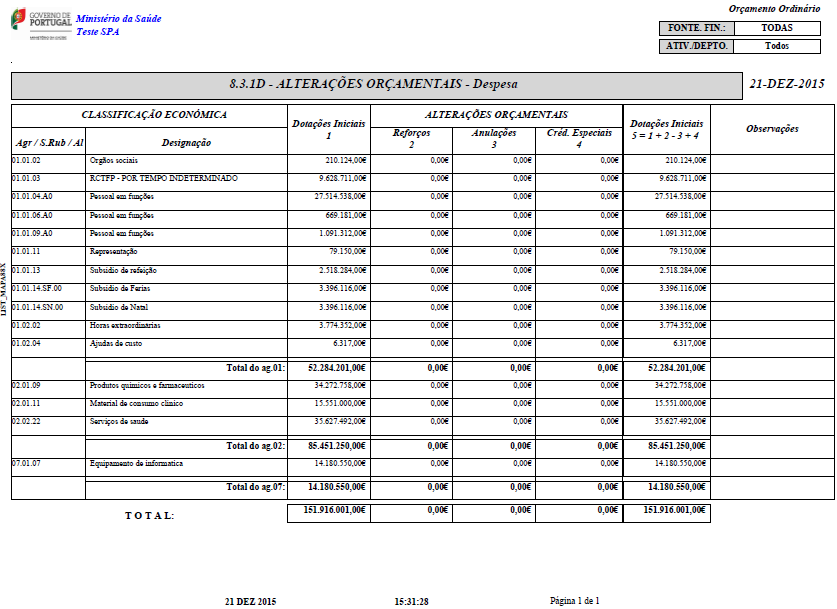 Orçamento Ordinário
GOVERNO DE
PORTUGAL
Ministério da Saúde
Teste SPA
FONTE. FIN.: TODAS
ATIV./DEPTO. Todos
8.3.1D - ALTERAÇÕES ORÇAMENTAIS - Despesa
21-DEZ-2015
CLASSIFICAÇÃO ECONÓMICA Dotações Iniciais 1 ALTERAÇÕES ORÇAMENTAIS Dotações Iniciais 5 = 1 + 2 - 3 + 4 Observações
Agr / S.Rub / Al Designação Reforços 2 Anulações 3 Créd. Especiais 4
01.01.02 Orgãos sociais 210.124,00€ 0,00€ 0,00€ 0,00€ 210.124,00€
01.01.03 RCTFP - POR TEMPO INDETERMINADO 9.628.711,00€ 0,00€ 0,00€ 0,00€ 9.628.711,00€
01.01.04.A0 Pessoal em funções 27.514.538,00€ 0,00€ 0,00€ 0,00€ 27.514.538,00€
01.01.06.A0 Pessoal em funções 669.181,00€ 0,00€ 0,00€ 0,00€ 669.181,00€
01.01.09.A0 Pessoal em funções 1.091.312,00€ 0,00€ 0,00€ 0,00€ 1.091.312,00€
01.01.11 Representação 79.150,00€ 0,00€ 0,00€ 0,00€ 79.150,00€
01.01.13 Subsidio de refeição 2.518.284,00€ 0,00€ 0,00€ 0,00€ 2.518.284,00€
01.01.14.SF.00 Subsidio de Ferias 3.396.116,00€ 0,00€ 0,00€ 0,00€ 3.396.116,00€
01.01.14.SN.00 Subsidio de Natal 3.396.116,00€ 0,00€ 0,00€ 0,00€ 3.396.116,00€
01.02.02 Horas extraordinárias 3.774.352,00€ 0,00€ 0,00€ 0,00€ 3.774.352,00€
01.02.04 Ajudas de custo 6.317,00€ 0,00€ 0,00€ 0,00€ 6.317,00€
Total do ag.01: 52.284.201,00€ 0,00€ 0,00€ 0,00€ 52.284.201,00€
02.01.09 Produtos quimicos e farmaceuticos 34.272.758,00€ 0,00€ 0,00€ 0,00€ 34.272.758,00€
02.01.11 Material de consumo clínico 15.551.000,00€ 0,00€ 0,00€ 0,00€ 15.551.000,00€
02.02.22 Serviços de saude 35.627.492,00€ 0,00€ 0,00€ 0,00€ 35.627.492,00€
Total do ag.02: 85.451.250,00€ 0,00€ 0,00€ 0,00€ 85.451.250,00€
07.01.07 Equipamento de informatica 14.180.550,00€ 0,00€ 0,00€ 0,00€ 14.180.550,00€
Total do ag.07: 14.180.550,00€ 0,00€ 0,00€ 0,00€ 14.180.550,00€
T O T A L: 151.916.001,00€ 0,00€ 0,00€ 0,00€ 151.916.001,00€
LIST_MAPA88X
21 DEZ 2015 15:31:28 Página 1 de 1